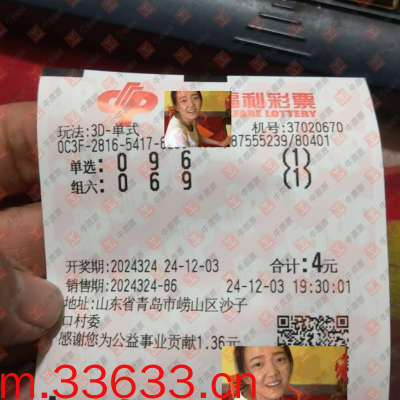 福利彩票
玩法:3D-单式
机号:37020670
0C3F-2816-5417-62
87555239/80401
单选: 0 9 6 (1)
组六: 0 6 9 (1)
开奖期:2024324 24-12-03 合计:4元
销售期:2024324-86 24-12-03 19:30:01
地址:山东省青岛市崂山区沙子
口村委
感谢您为公益事业贡献1.36元
m.33633.cn